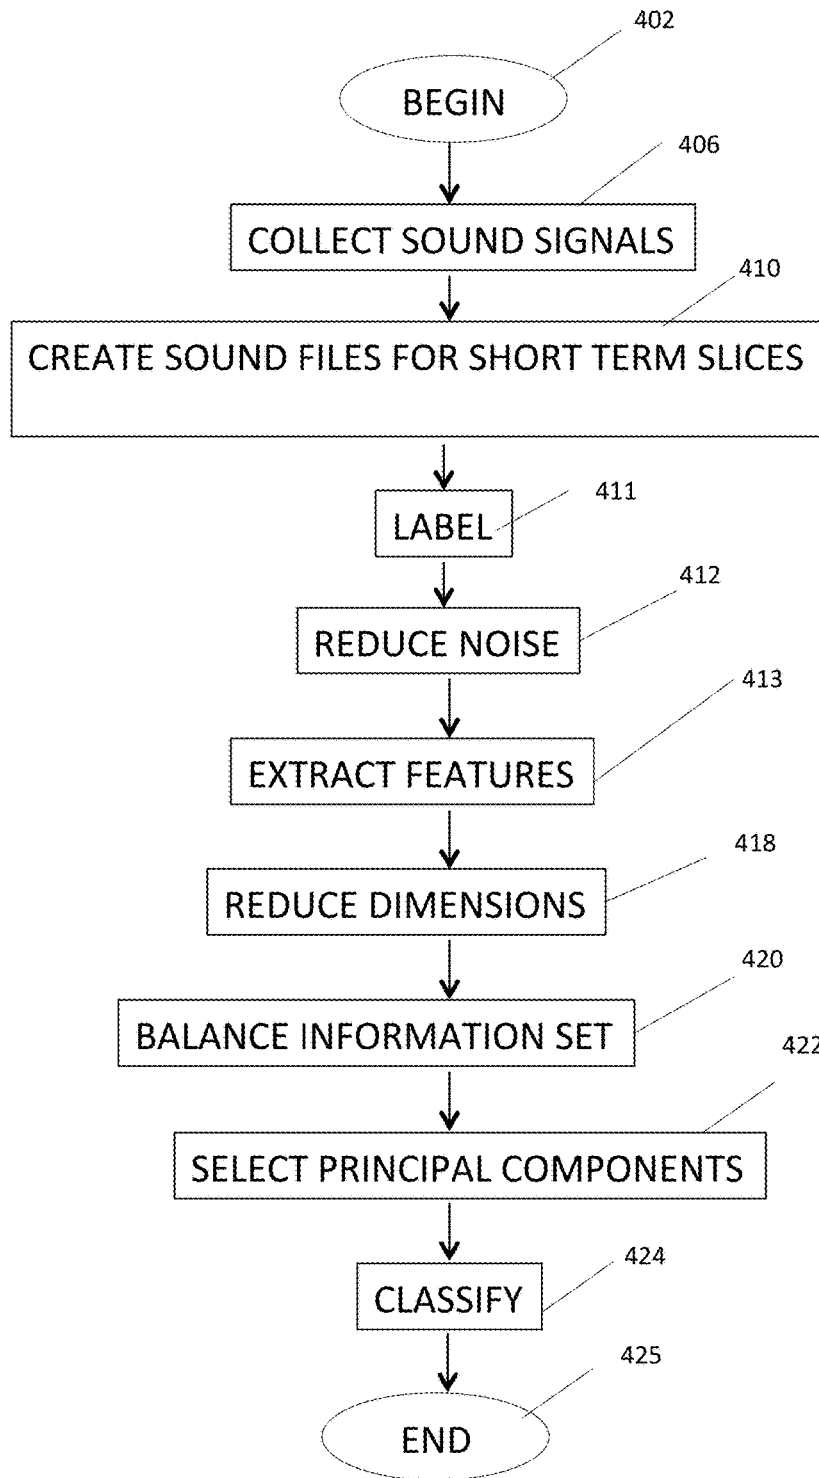 402
BEGIN
406
COLLECT SOUND SIGNALS
410
CREATE SOUND FILES FOR SHORT TERM SLICES
411
LABEL
412
REDUCE NOISE
413
EXTRACT FEATURES
418
REDUCE DIMENSIONS
420
BALANCE INFORMATION SET
422
SELECT PRINCIPAL COMPONENTS
424
CLASSIFY
425
END